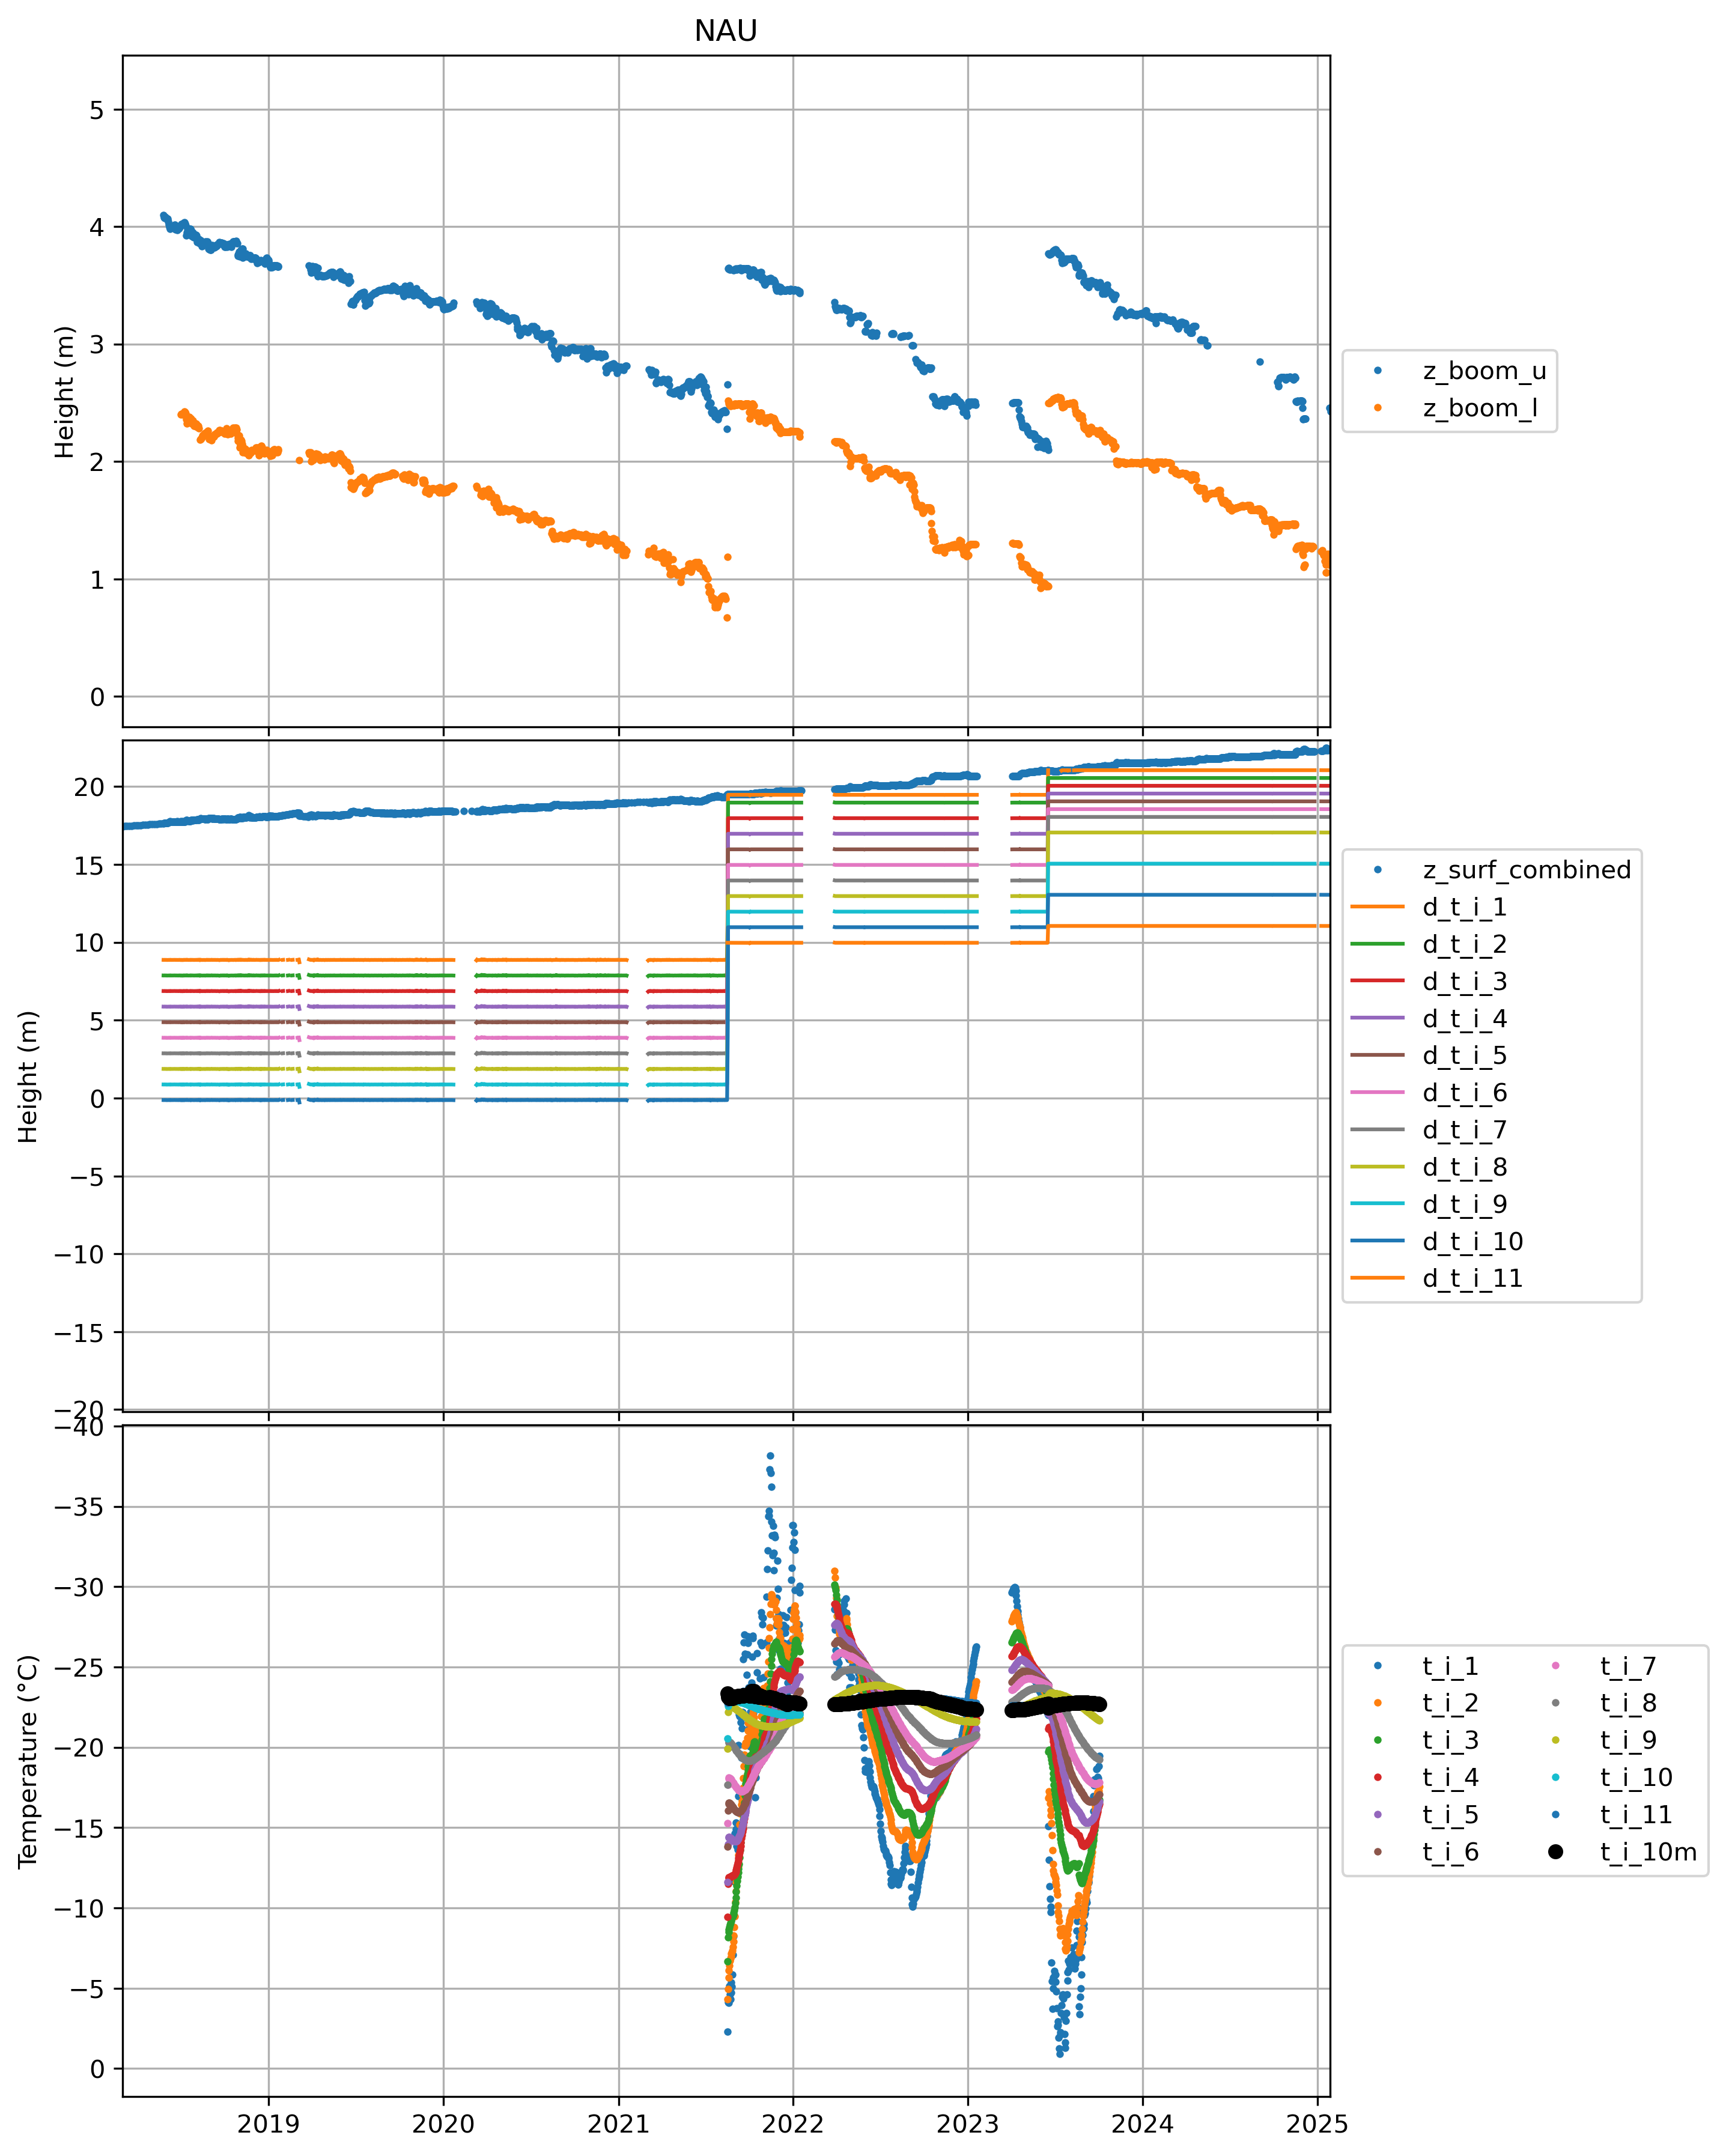 NAU
5
4
3
2
1
0
Height (m)
z_boom_u
z_boom_l
20
15
10
5
0
−5
−10
−15
−20
Height (m)
z_surf_combined
d_t_i_1
d_t_i_2
d_t_i_3
d_t_i_4
d_t_i_5
d_t_i_6
d_t_i_7
d_t_i_8
d_t_i_9
d_t_i_10
d_t_i_11
−40
−35
−30
−25
−20
−15
−10
−5
0
Temperature (°C)
t_i_1
t_i_2
t_i_3
t_i_4
t_i_5
t_i_6
t_i_7
t_i_8
t_i_9
t_i_10
t_i_11
t_i_10m
2019 2020 2021 2022 2023 2024 2025